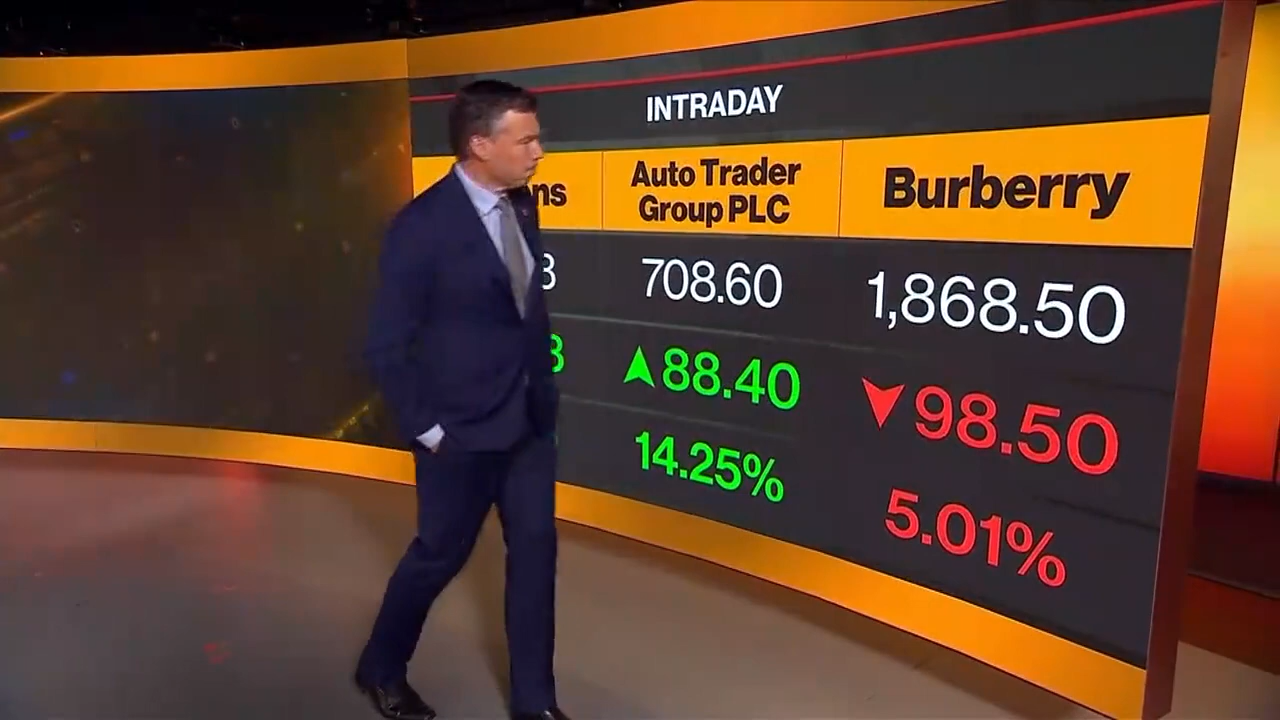 INTRADAY
Auto Trader
Group PLC
Burberry
708.60
1,868.50
▲88.40
▼98.50
14.25%
5.01%